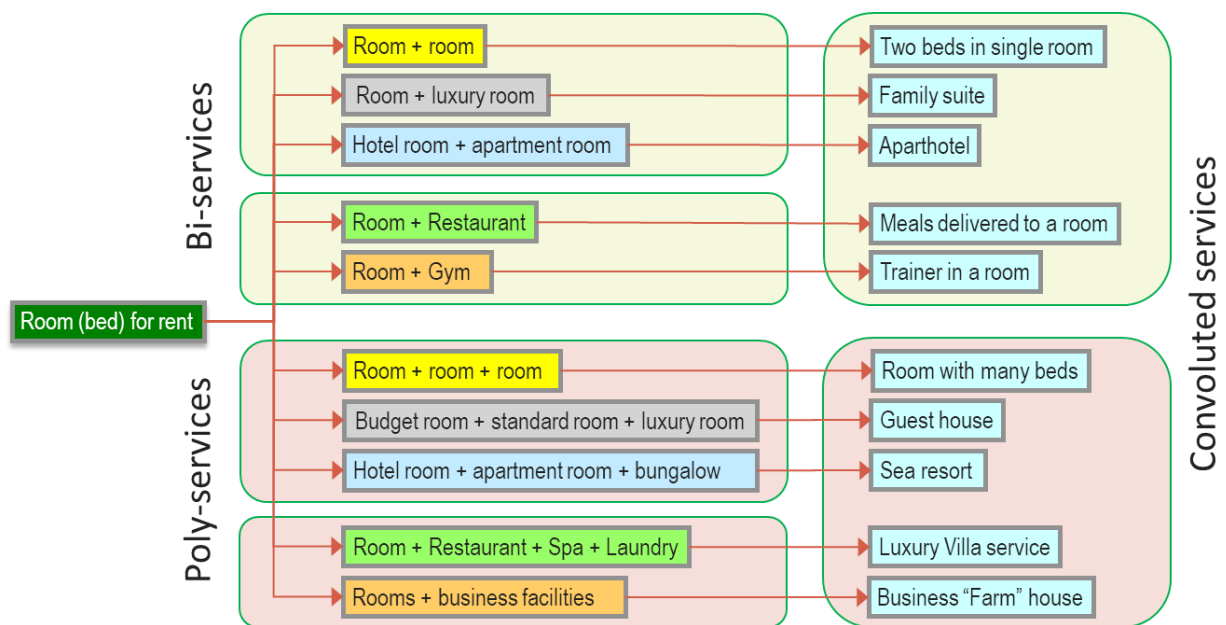 Bi-services
Room + room
Two beds in single room
Room + luxury room
Family suite
Hotel room + apartment room
Aparthotel
Room + Restaurant
Meals delivered to a room
Room + Gym
Trainer in a room
Convoluted services
Room (bed) for rent
Poly-services
Room + room + room
Room with many beds
Budget room + standard room + luxury room
Guest house
Hotel room + apartment room + bungalow
Sea resort
Room + Restaurant + Spa + Laundry
Luxury Villa service
Rooms + business facilities
Business “Farm” house